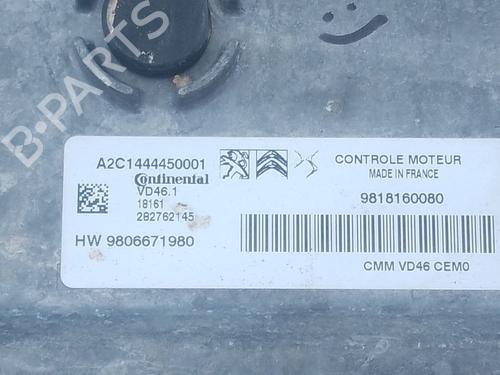 B-PARTS
A2C1444450001
Continental
VD46.1
18161
282762145
HW 9806671980
CONTROLE MOTEUR
MADE IN FRANCE
9818160080
CMM VD46 CEM0